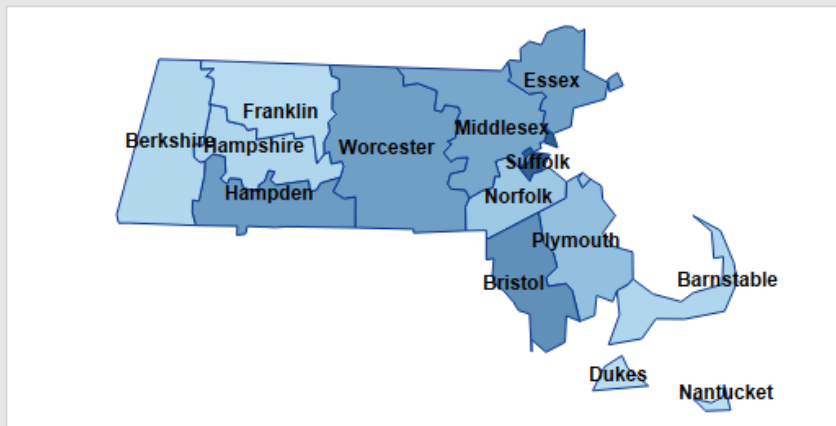 Essex
Franklin
Middlesex
Berkshire
Hampshire
Worcester
Suffolk
Hampden
Norfolk
Plymouth
Bristol
Barnstable
Dukes
Nantucket